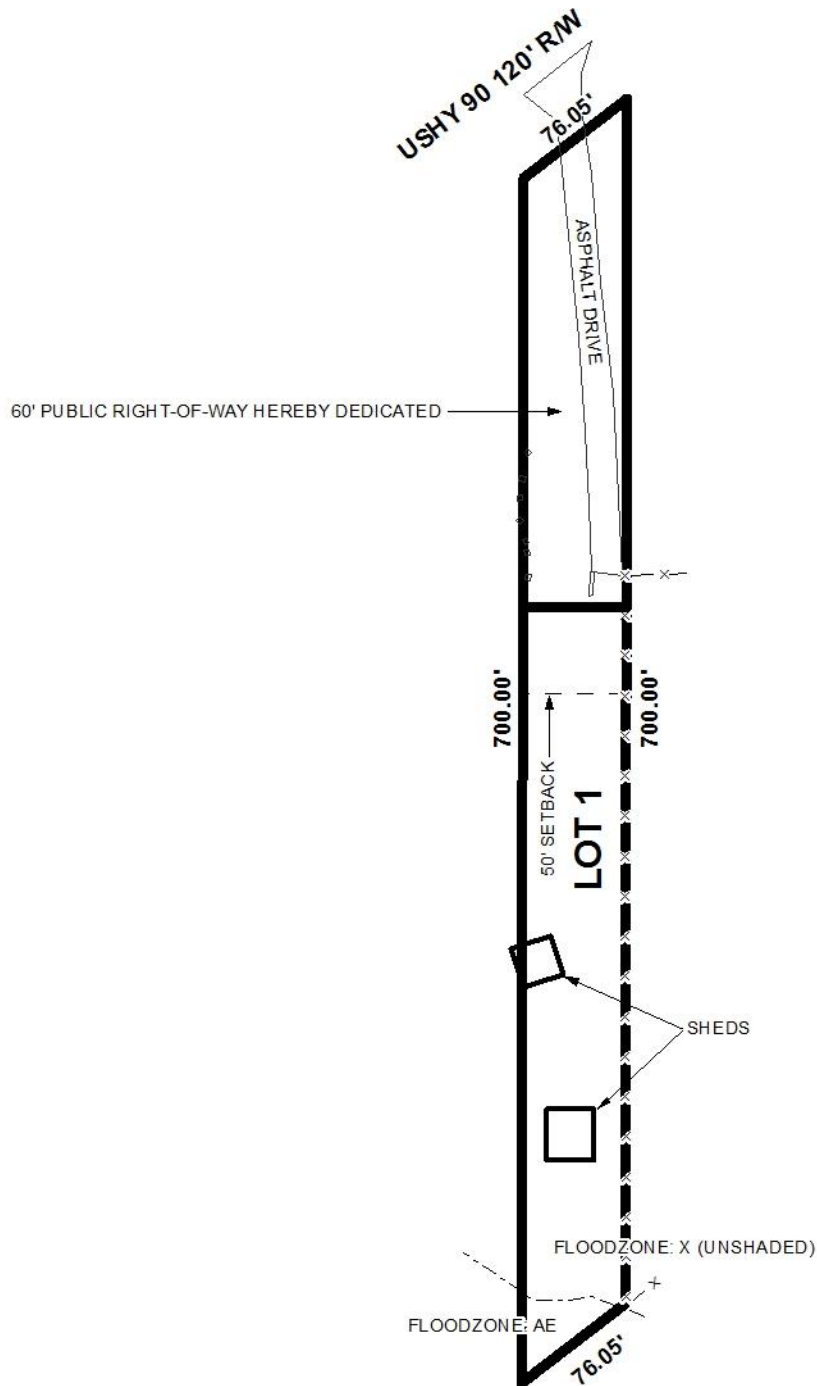 USHY 90 120' R/W
76.05'
ASPHALT DRIVE
60' PUBLIC RIGHT-OF-WAY HEREBY DEDICATED
700.00'
700.00'
50' SETBACK
LOT 1
SHEDS
FLOODZONE: X (UNSHADED)
FLOODZONE: AE
76.05'